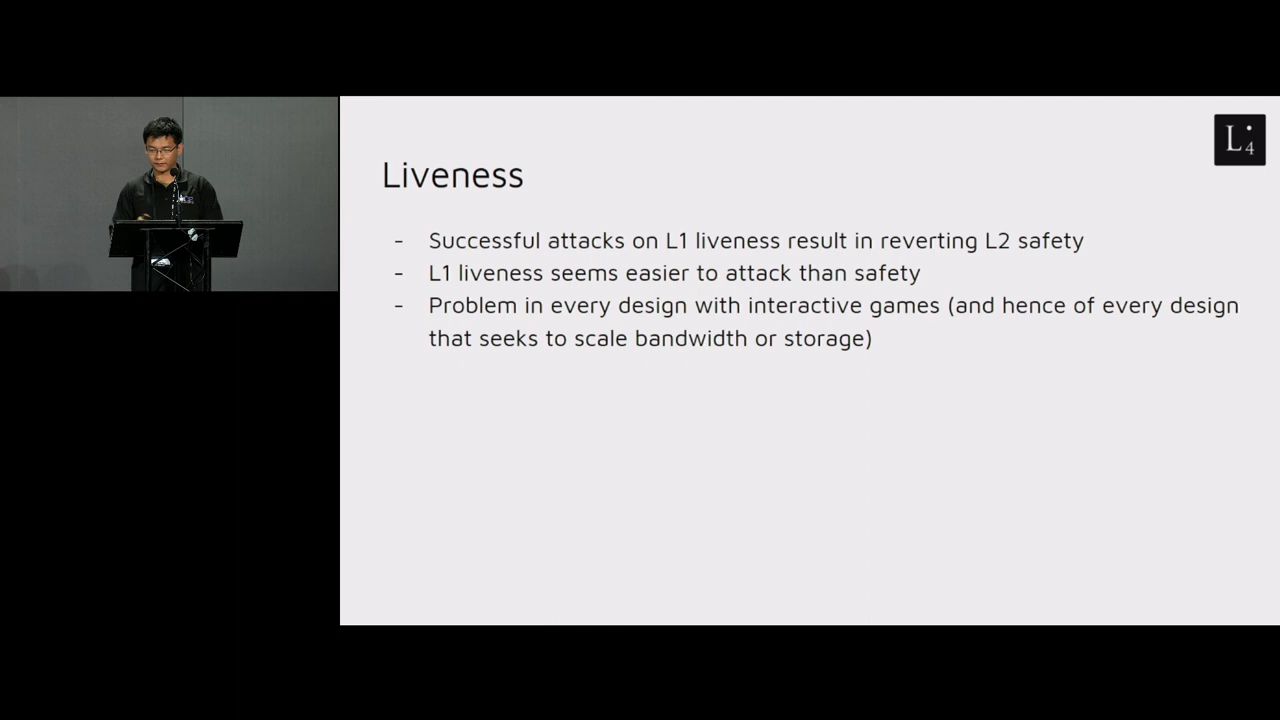 L4
Liveness
- Successful attacks on L1 liveness result in reverting L2 safety
- L1 liveness seems easier to attack than safety
- Problem in every design with interactive games (and hence of every design
that seeks to scale bandwidth or storage)